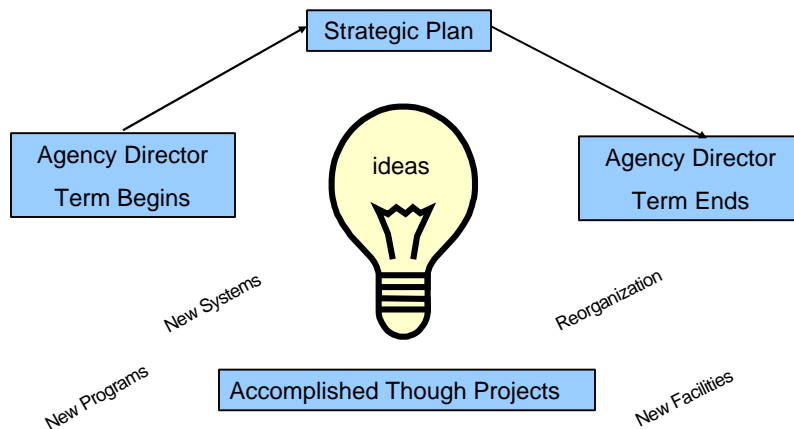 Strategic Plan
Agency Director
Term Begins
ideas
Agency Director
Term Ends
New Systems
Reorganization
New Programs
Accomplished Though Projects
New Facilities